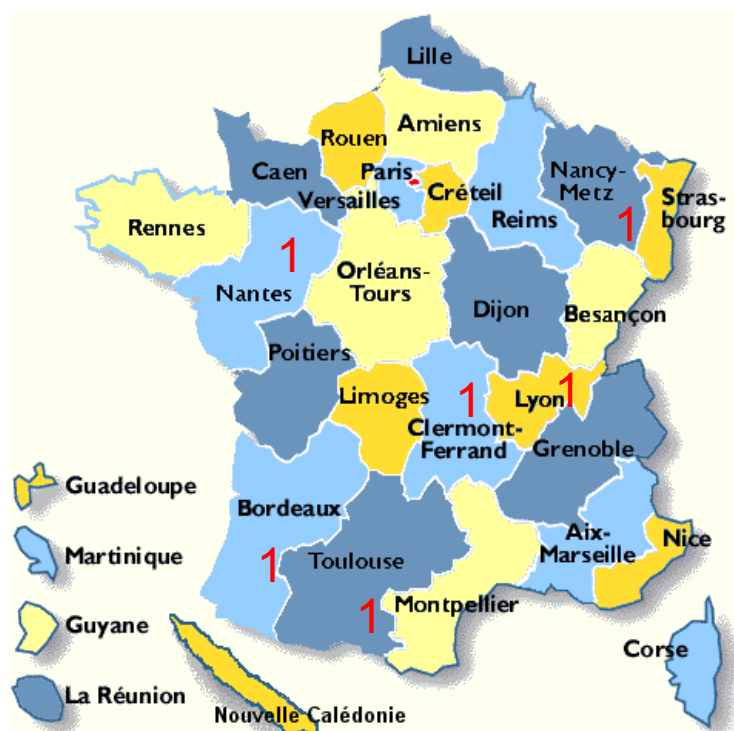 Lille
Amiens
Rouen
Caen
Paris
Versailles
Créteil
Reims
Nancy-
Metz
1
Stras-
bourg
Rennes
1
Nantes
Orléans-
Tours
Dijon
Besançon
Poitiers
Limoges
1
Clermont-
Ferrand
Lyon
1
Grenoble
Bordeaux
1
Toulouse
1
Aix-
Marseille
Nice
Montpellier
Corse
Guadeloupe
Martinique
Guyane
La Réunion
Nouvelle Calédonie